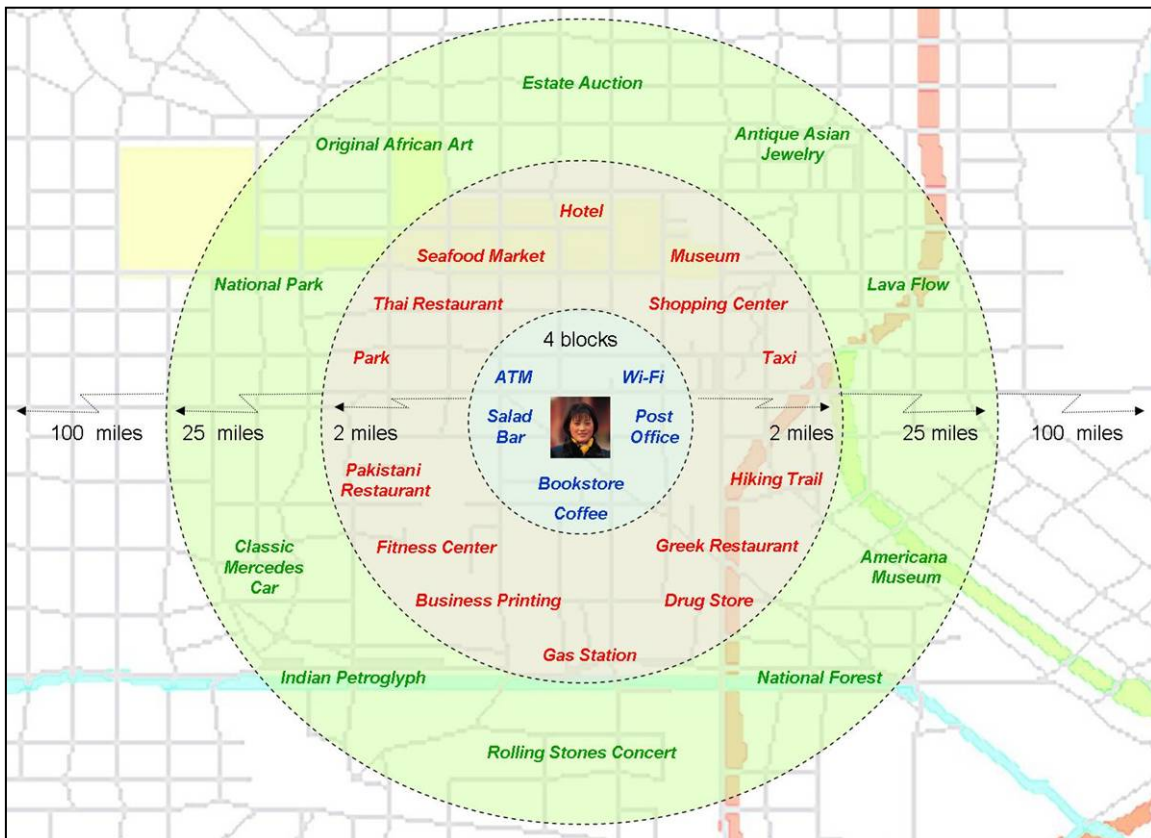 Estate Auction
Original African Art
Antique Asian
Jewelry
Hotel
Seafood Market
Museum
National Park
Lava Flow
Thai Restaurant
Shopping Center
4 blocks
Park
Taxi
ATM
Wi-Fi
Salad
Bar
Post
Office
100 miles
25 miles
2 miles
2 miles
25 miles
100 miles
Pakistani
Restaurant
Bookstore
Hiking Trail
Coffee
Classic
Mercedes
Car
Fitness Center
Greek Restaurant
Americana
Museum
Business Printing
Drug Store
Gas Station
Indian Petroglyph
National Forest
Rolling Stones Concert